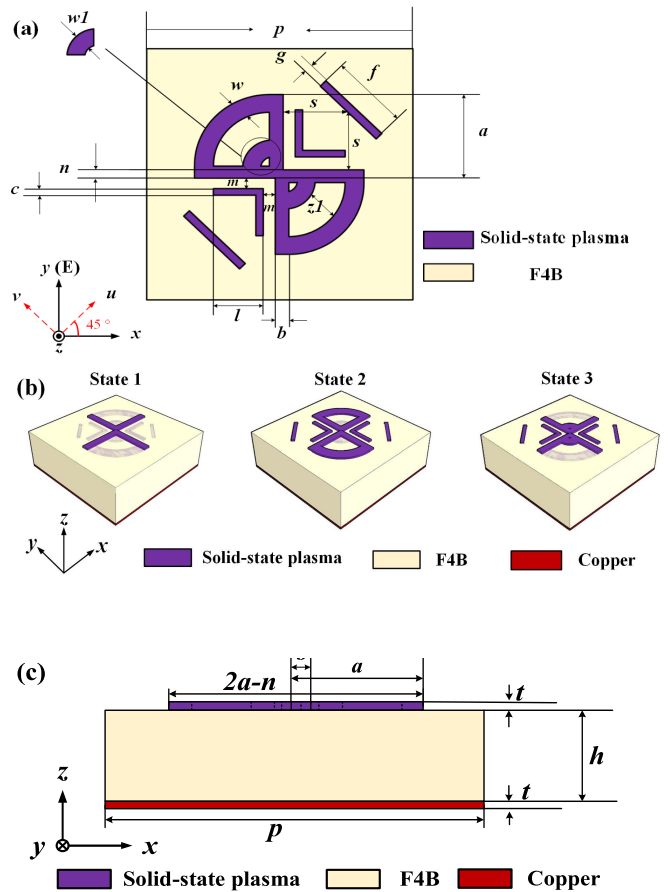 w1
(a)
p
g
f
w
s
s
a
n
m
c
m
z1
Solid-state plasma
F4B
y (E)
v
u
45 °
x
z
l
b
(b)
State 1
State 2
State 3
z
y
x
Solid-state plasma
F4B
Copper
(c)
a
2a-n
t
h
t
z
y
x
p
Solid-state plasma
F4B
Copper